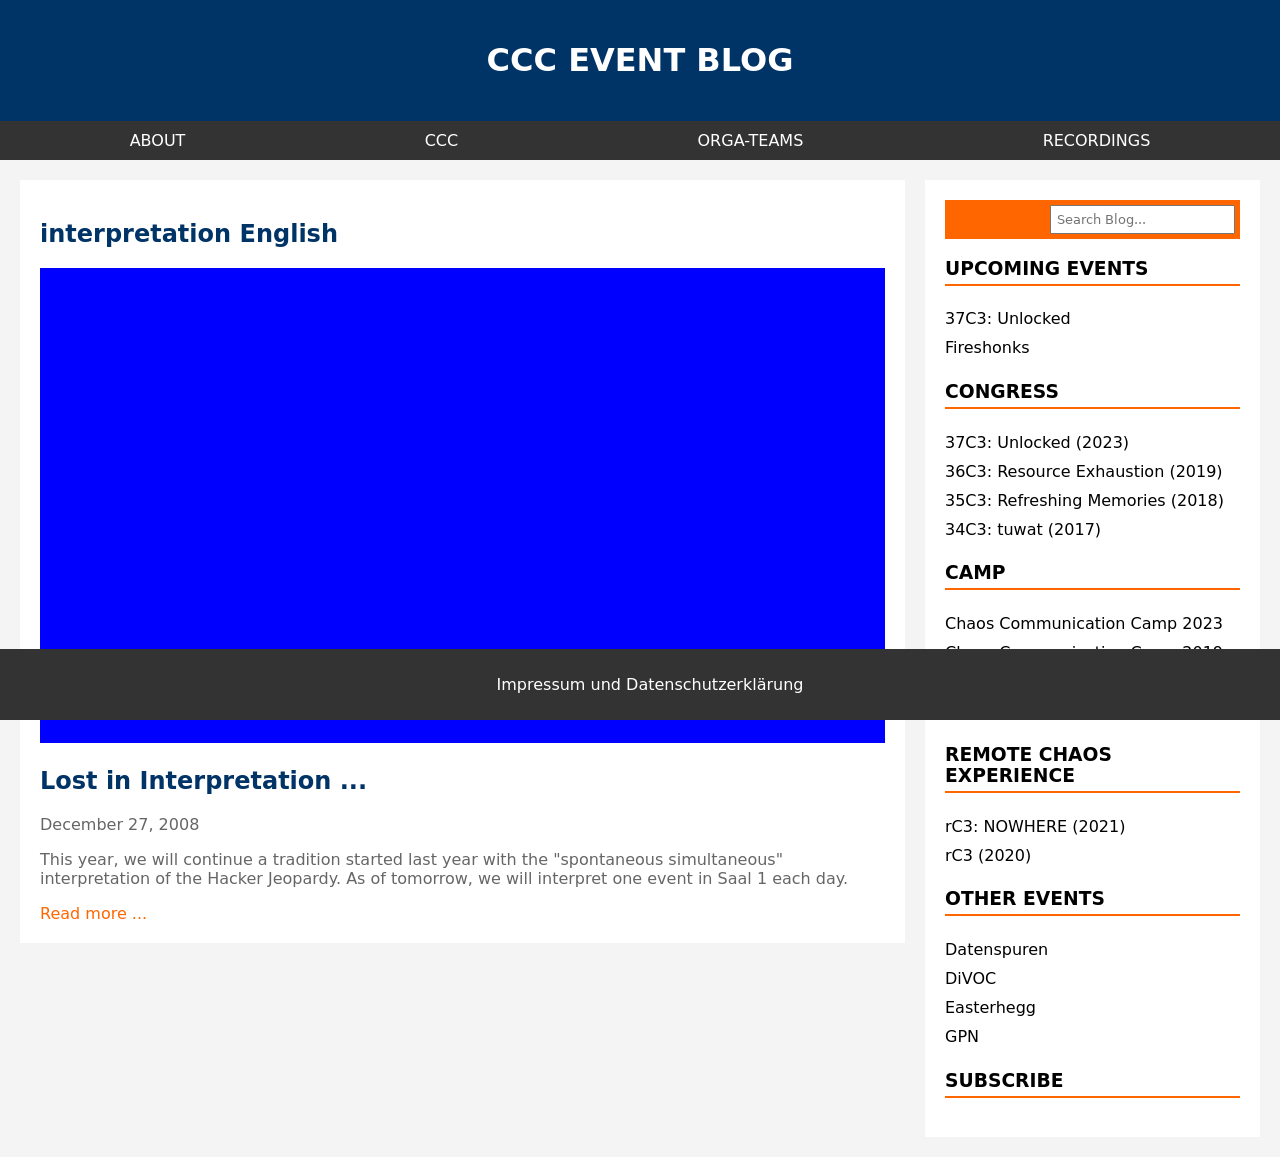 CCC EVENT BLOG
ABOUT
CCC
ORGA-TEAMS
RECORDINGS
interpretation English
Lost in Interpretation ...
December 27, 2008
This year, we will continue a tradition started last year with the "spontaneous simultaneous"
interpretation of the Hacker Jeopardy. As of tomorrow, we will interpret one event in Saal 1 each day.
Read more ...
Search Blog...
UPCOMING EVENTS
37C3: Unlocked
Fireshonks
CONGRESS
37C3: Unlocked (2023)
36C3: Resource Exhaustion (2019)
35C3: Refreshing Memories (2018)
34C3: tuwat (2017)
CAMP
Chaos Communication Camp 2023
Impressum und Datenschutzerklärung
REMOTE CHAOS
EXPERIENCE
rC3: NOWHERE (2021)
rC3 (2020)
OTHER EVENTS
Datenspuren
DiVOC
Easterhegg
GPN
SUBSCRIBE